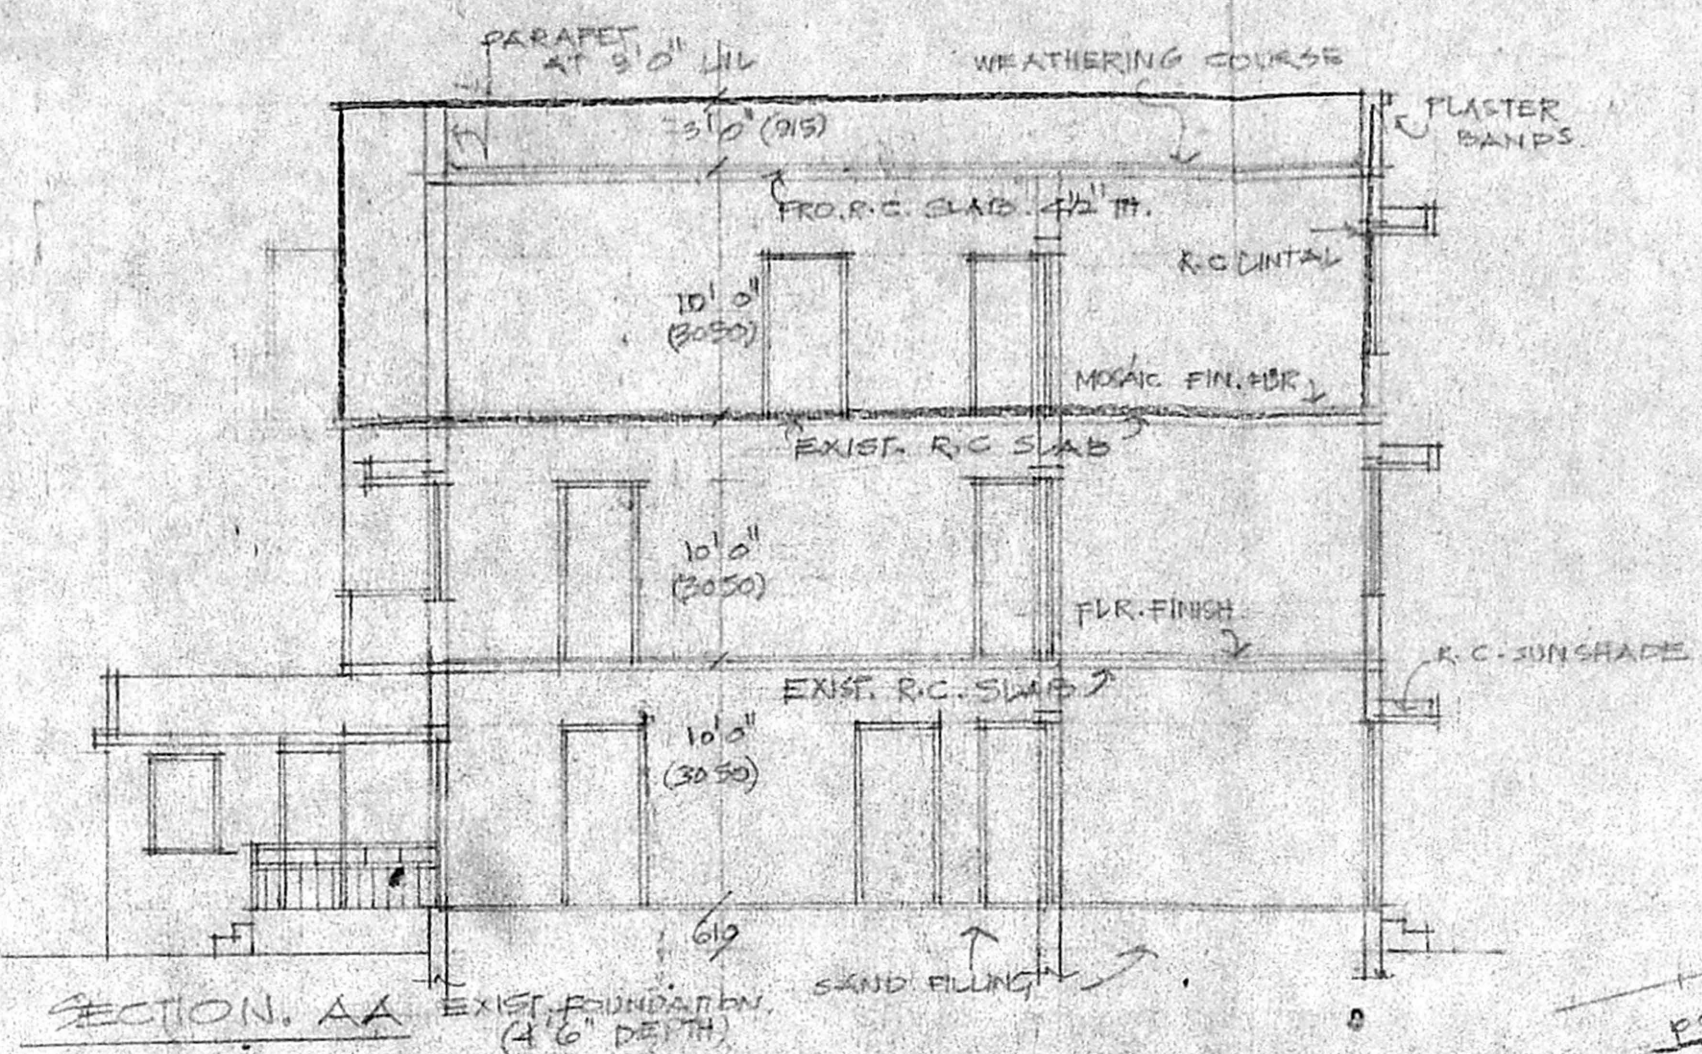 PARAPET
AT 3'0" LVL
WEATHERING COURSE
3'0" (915)
PLASTER
BANDS.
PRO. R.C. SLAB. 4½" TH.
R.C LINTAL
10' 0"
(3050)
MOSAIC FIN. FLR
EXIST. R.C SLAB
10' 0"
(3050)
FLR. FINISH
R.C. SUNSHADE
EXIST. R.C. SLAB
10' 0"
(3050)
610
SAND FILLING
SECTION. AA
EXIST. FOUNDATION.
(4'6" DEPTH)